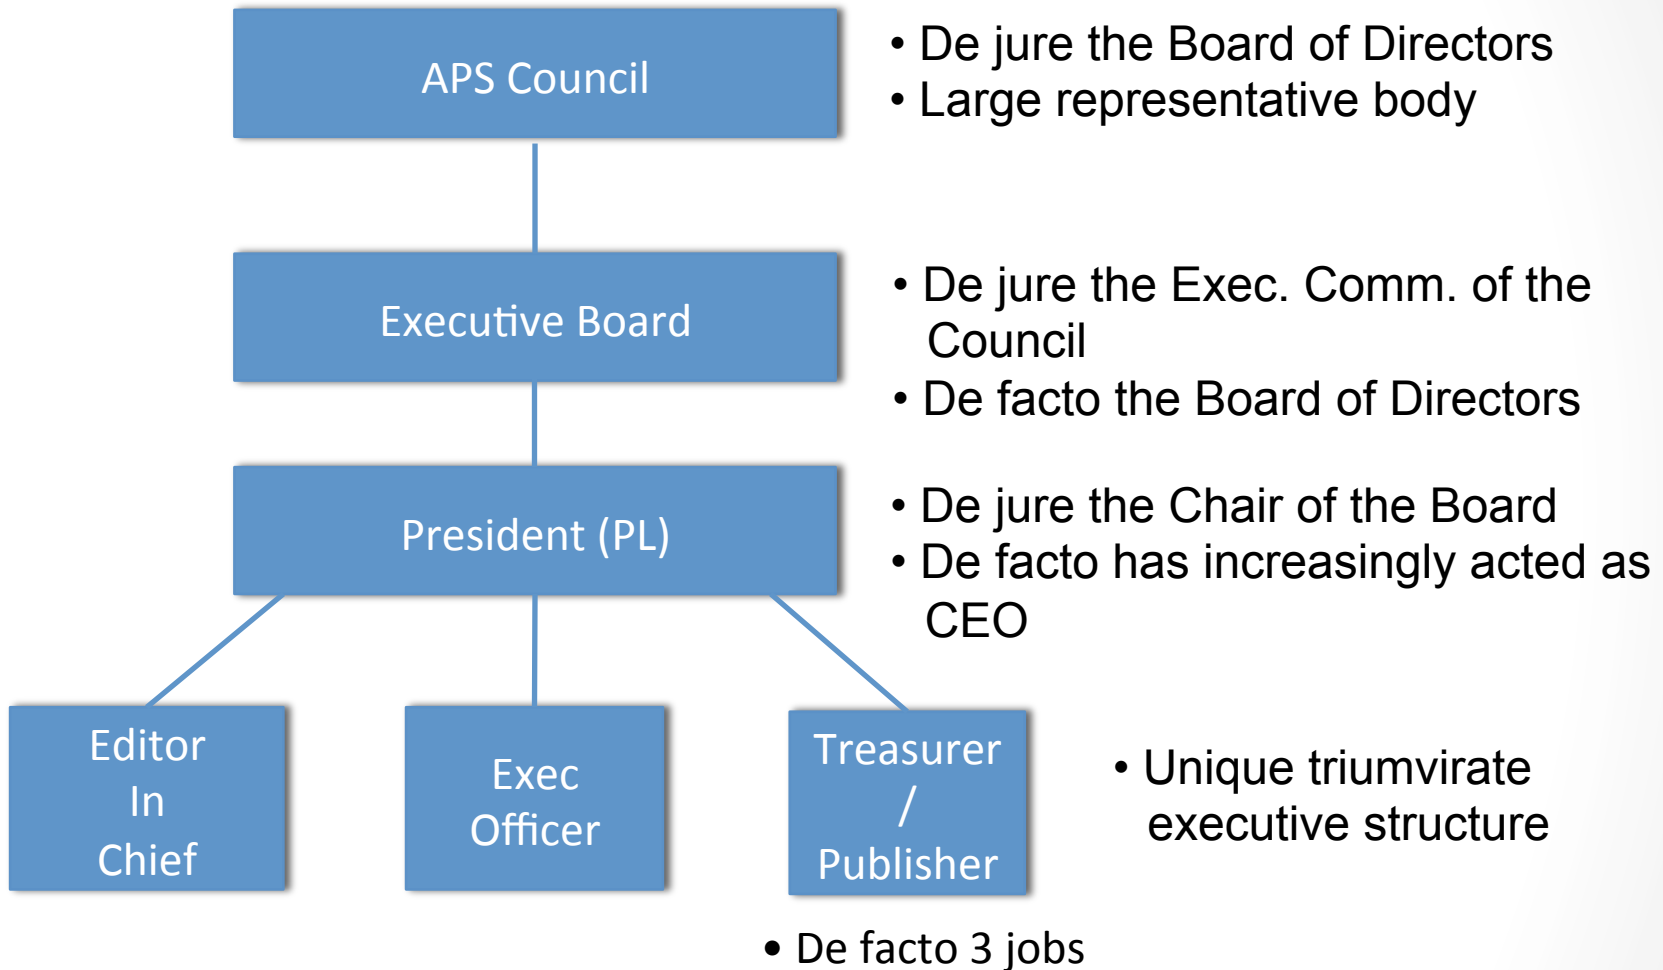 APS Council
• De jure the Board of Directors
• Large representative body
Executive Board
• De jure the Exec. Comm. of the
Council
• De facto the Board of Directors
President (PL)
• De jure the Chair of the Board
• De facto has increasingly acted as
CEO
Editor
In
Chief
Exec
Officer
Treasurer
/
Publisher
• Unique triumvirate
executive structure
• De facto 3 jobs